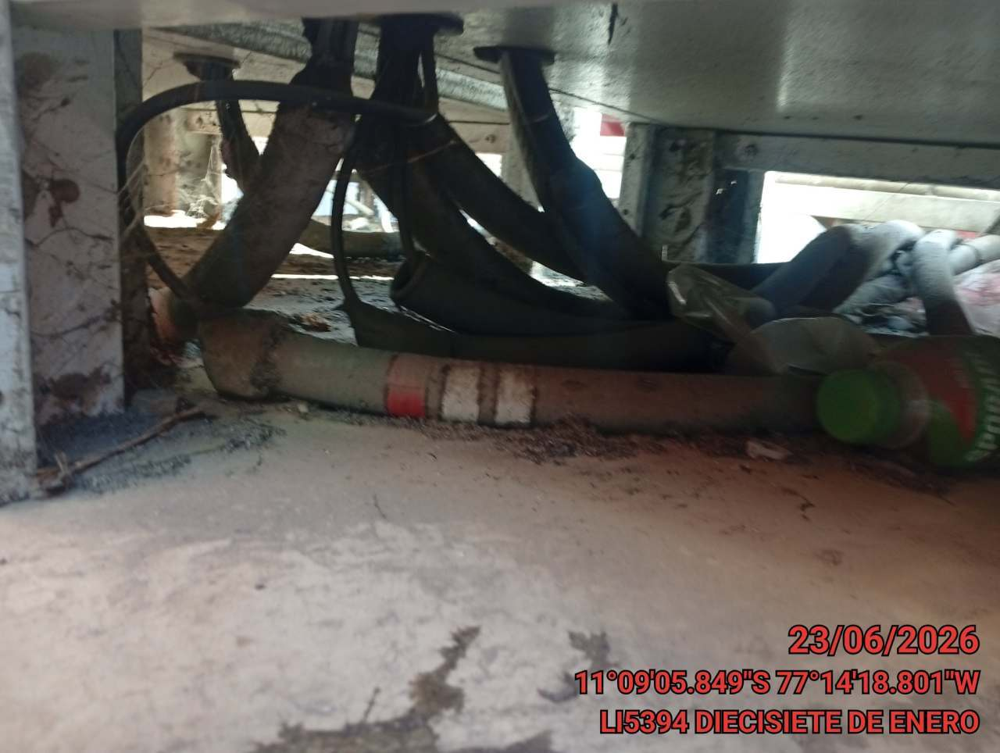 23/06/2026
11°09'05.849"S 77°14'18.801"W
LI5394 DIECISIETE DE ENERO